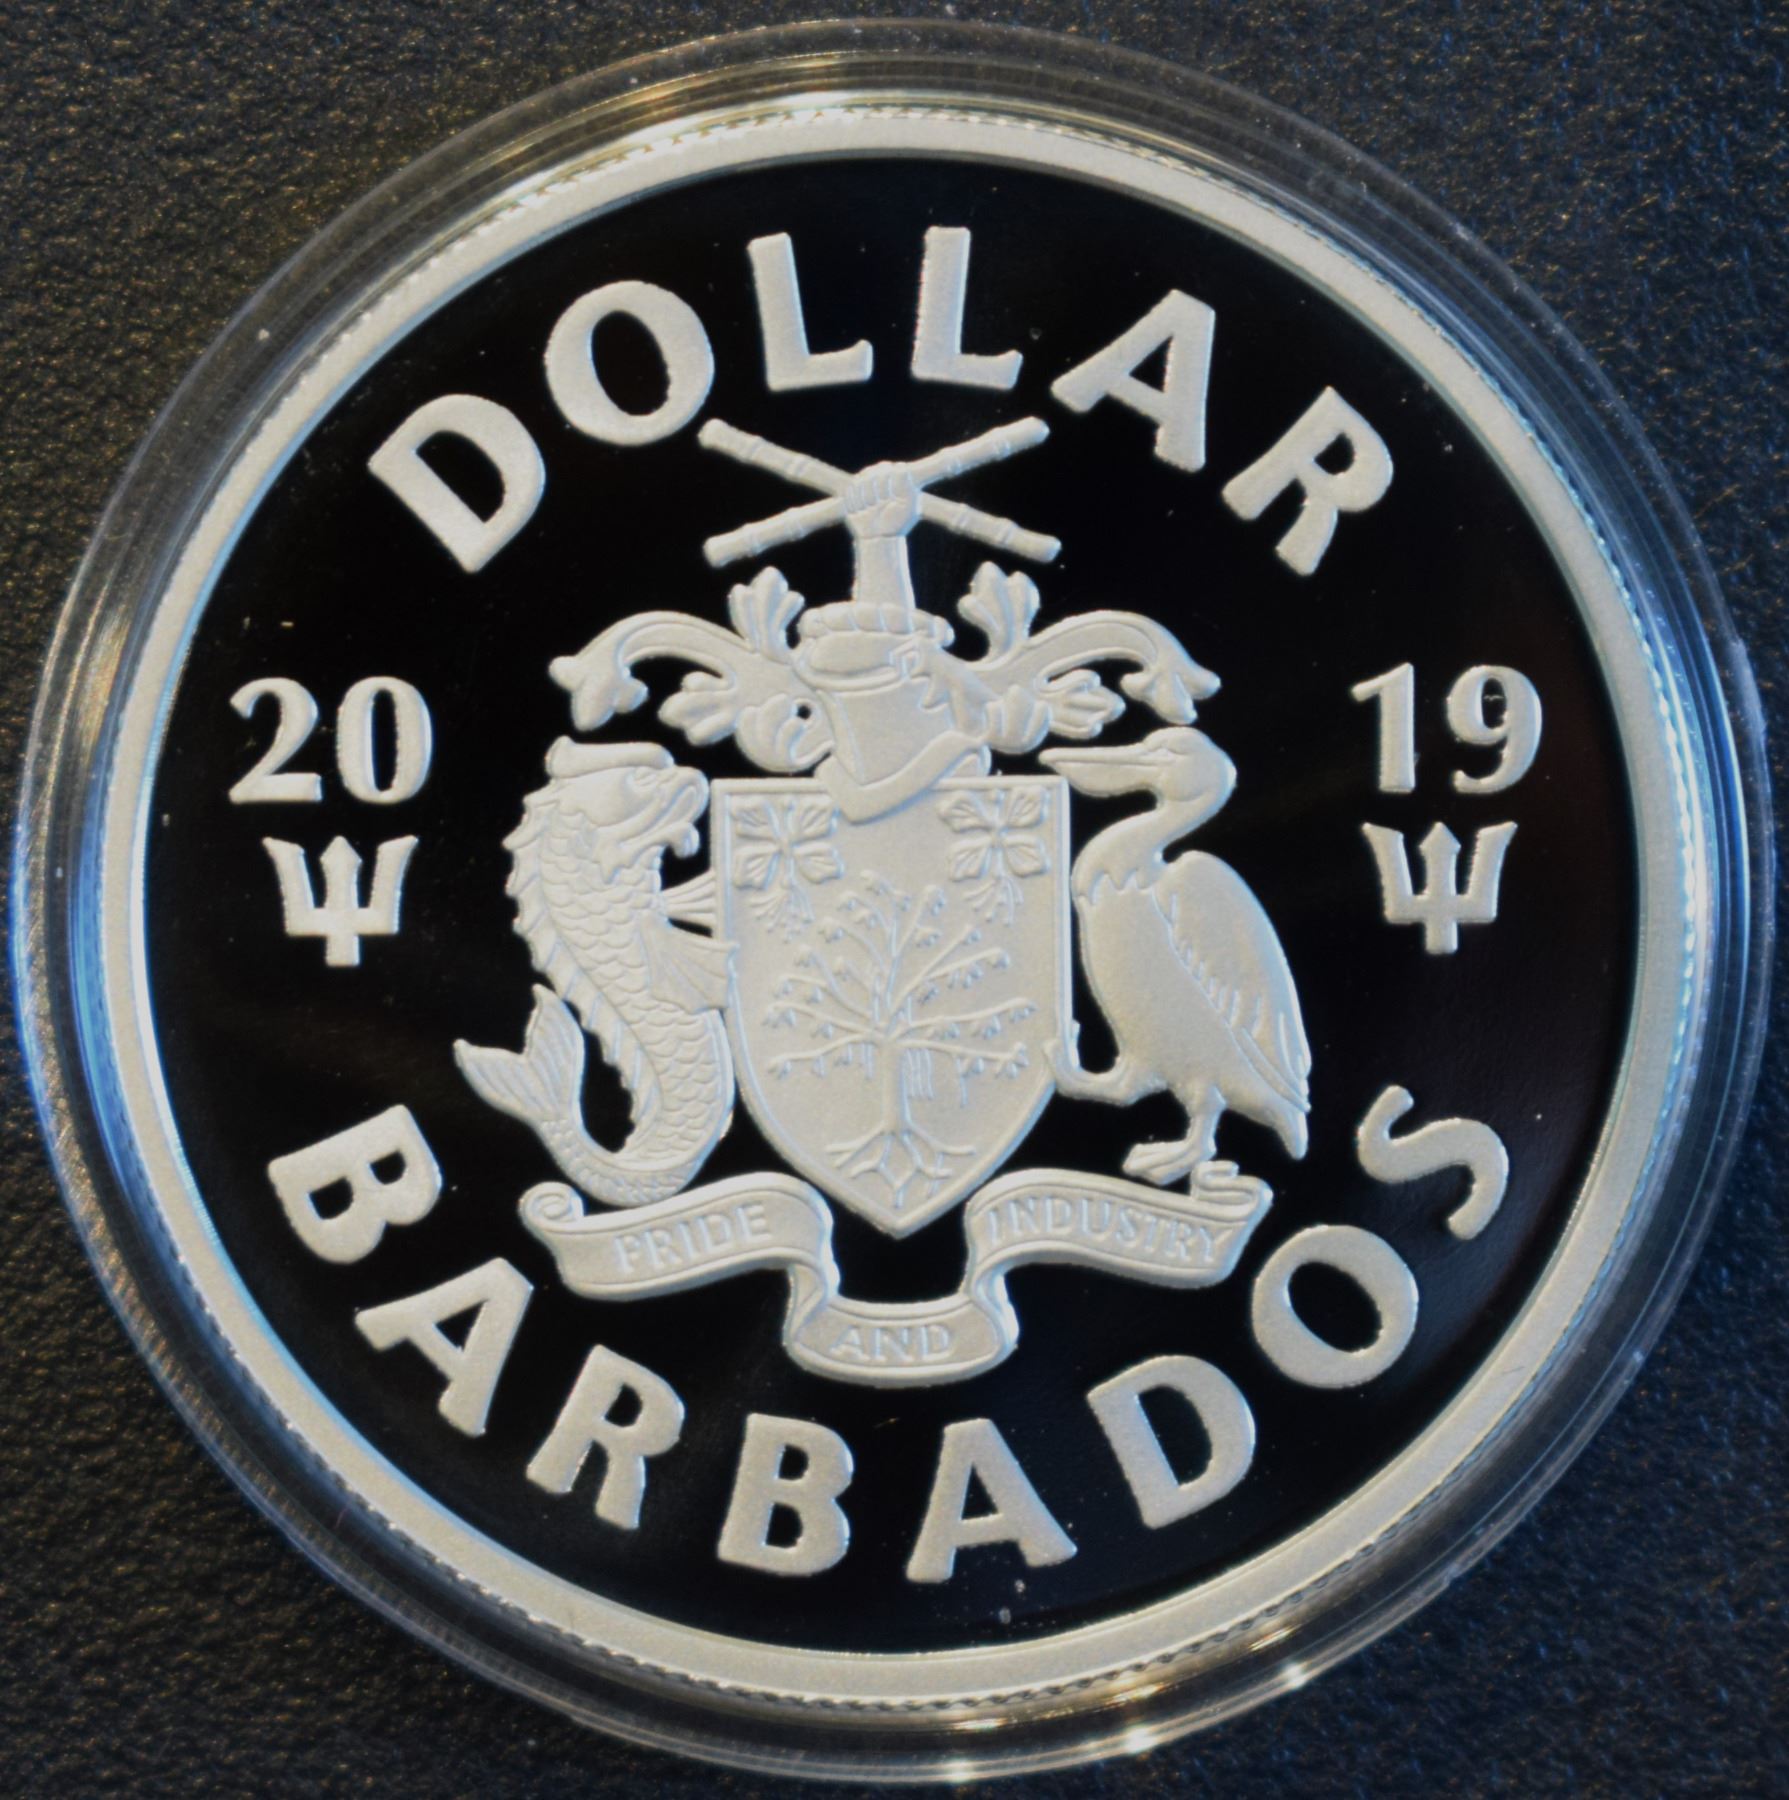 DOLLAR
20 19
PRIDE AND INDUSTRY
BARBADOS